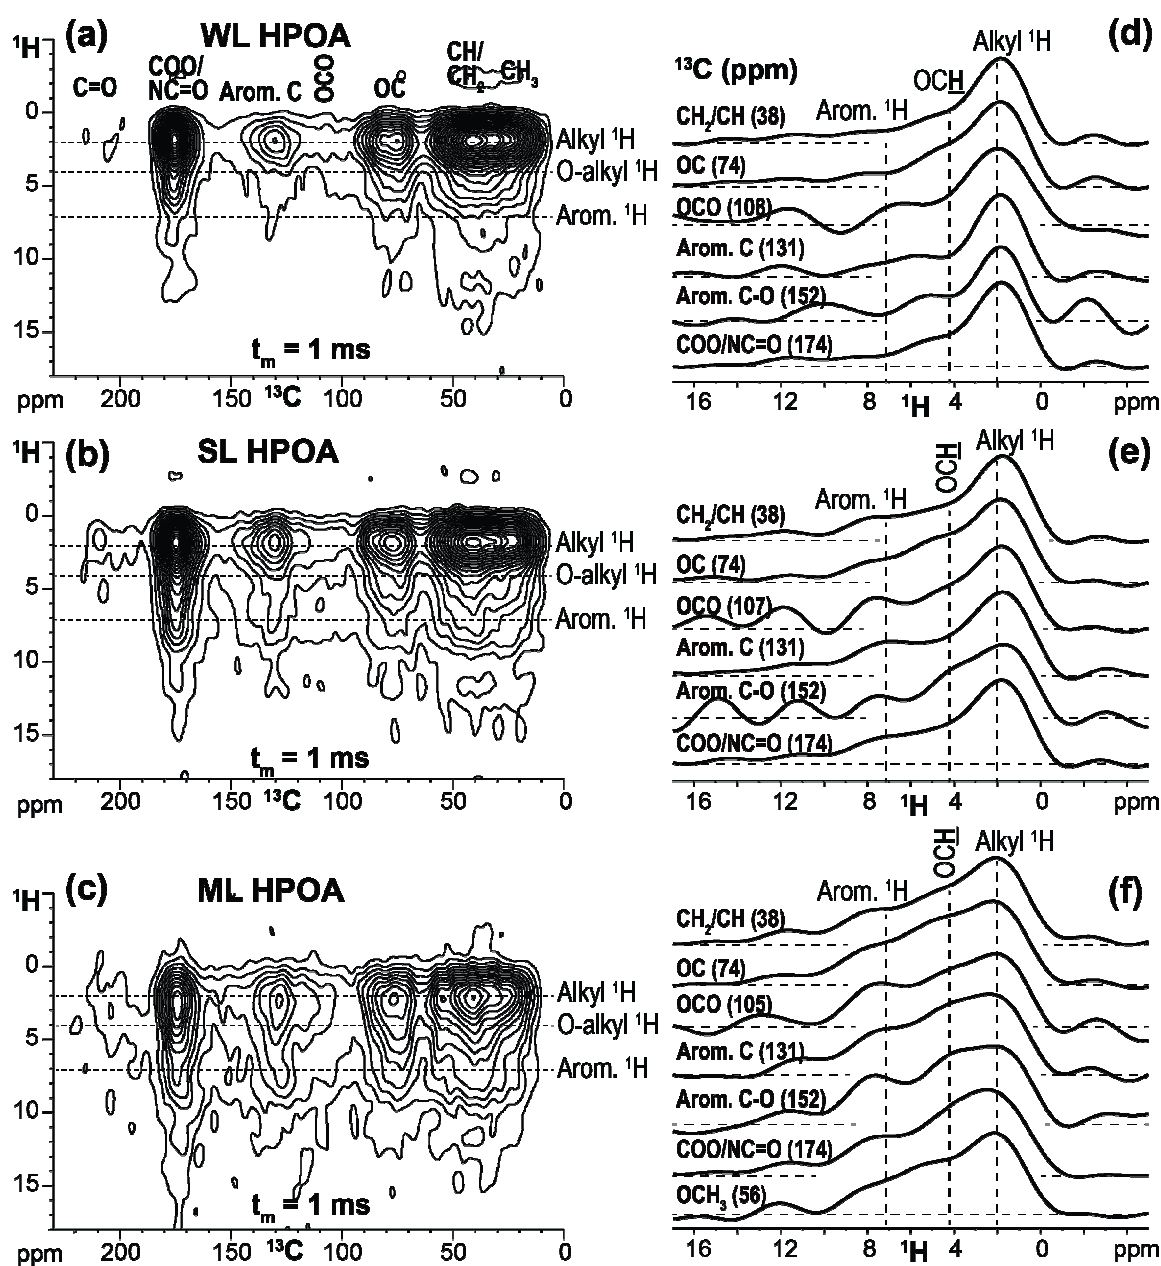 (a) WL HPOA
¹H
C=O COO/ NC=O Arom. C OCO OC CH/ CH₂ CH₃
0
5
10
15
Alkyl ¹H
O-alkyl ¹H
Arom. ¹H
tₘ = 1 ms
ppm 200 150 ¹³C 100 50 0
(d)
¹³C (ppm)
Alkyl ¹H
OCH
Arom. ¹H
CH₂/CH (38)
OC (74)
OCO (106)
Arom. C (131)
Arom. C-O (152)
COO/NC=O (174)
16 12 8 ¹H 4 0 ppm
(b) SL HPOA
¹H
0
5
10
15
Alkyl ¹H
O-alkyl ¹H
Arom. ¹H
tₘ = 1 ms
ppm 200 150 ¹³C 100 50 0
(e)
OCH
Alkyl ¹H
Arom. ¹H
CH₂/CH (38)
OC (74)
OCO (107)
Arom. C (131)
Arom. C-O (152)
COO/NC=O (174)
16 12 8 ¹H 4 0 ppm
(c) ML HPOA
¹H
0
5
10
15
Alkyl ¹H
O-alkyl ¹H
Arom. ¹H
tₘ = 1 ms
ppm 200 150 ¹³C 100 50 0
(f)
OCH
Alkyl ¹H
Arom. ¹H
CH₂/CH (38)
OC (74)
OCO (105)
Arom. C (131)
Arom. C-O (152)
COO/NC=O (174)
OCH₃ (56)
16 12 8 ¹H 4 0 ppm